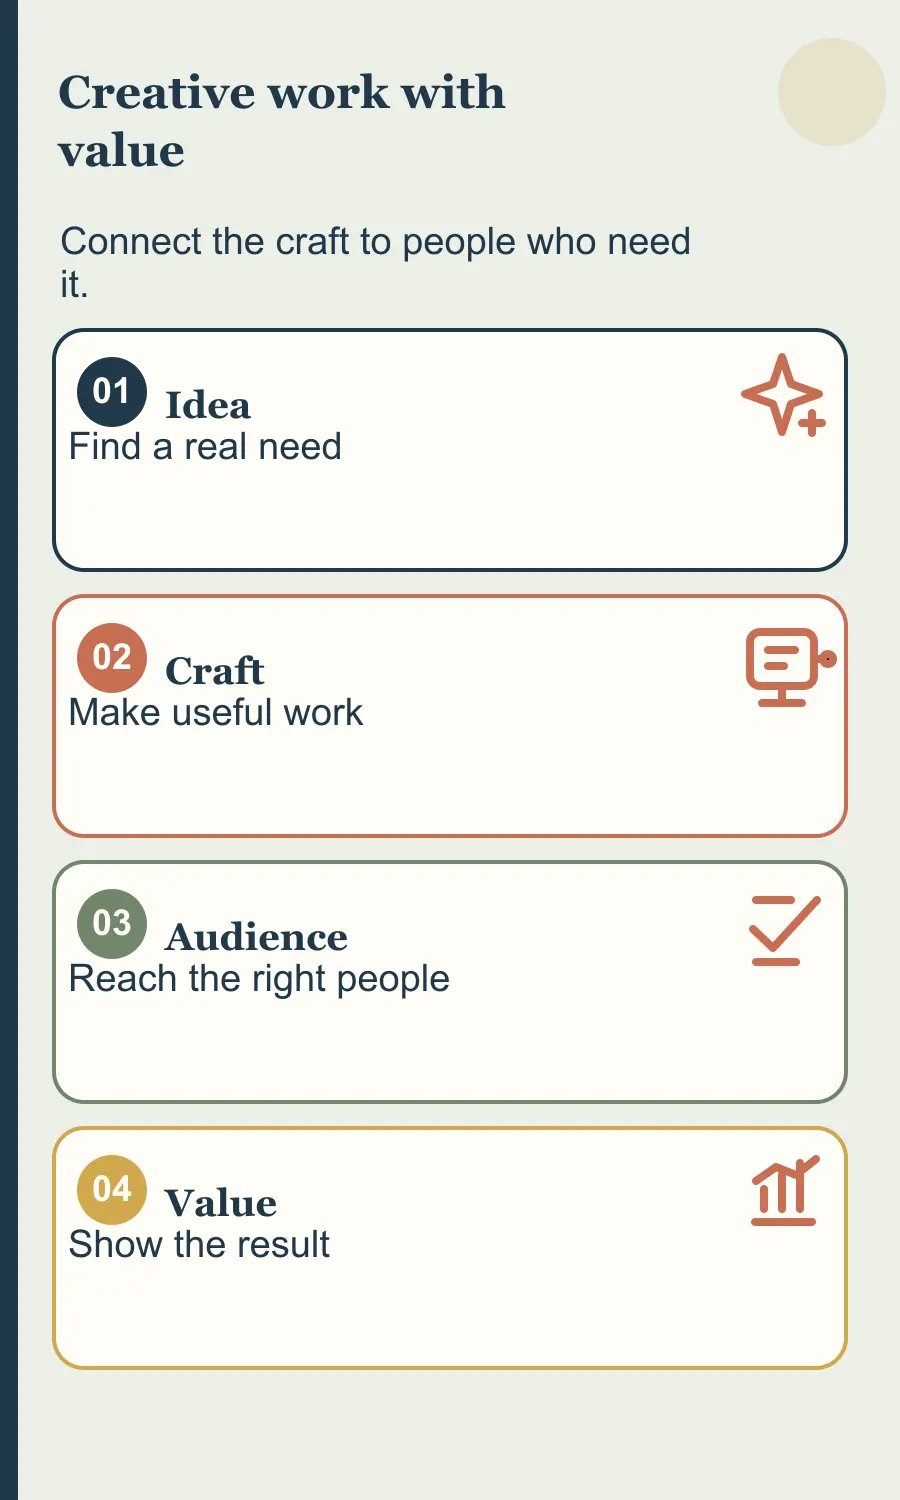 Creative work with
value
Connect the craft to people who need
it.
01 Idea
Find a real need
02 Craft
Make useful work
03 Audience
Reach the right people
04 Value
Show the result